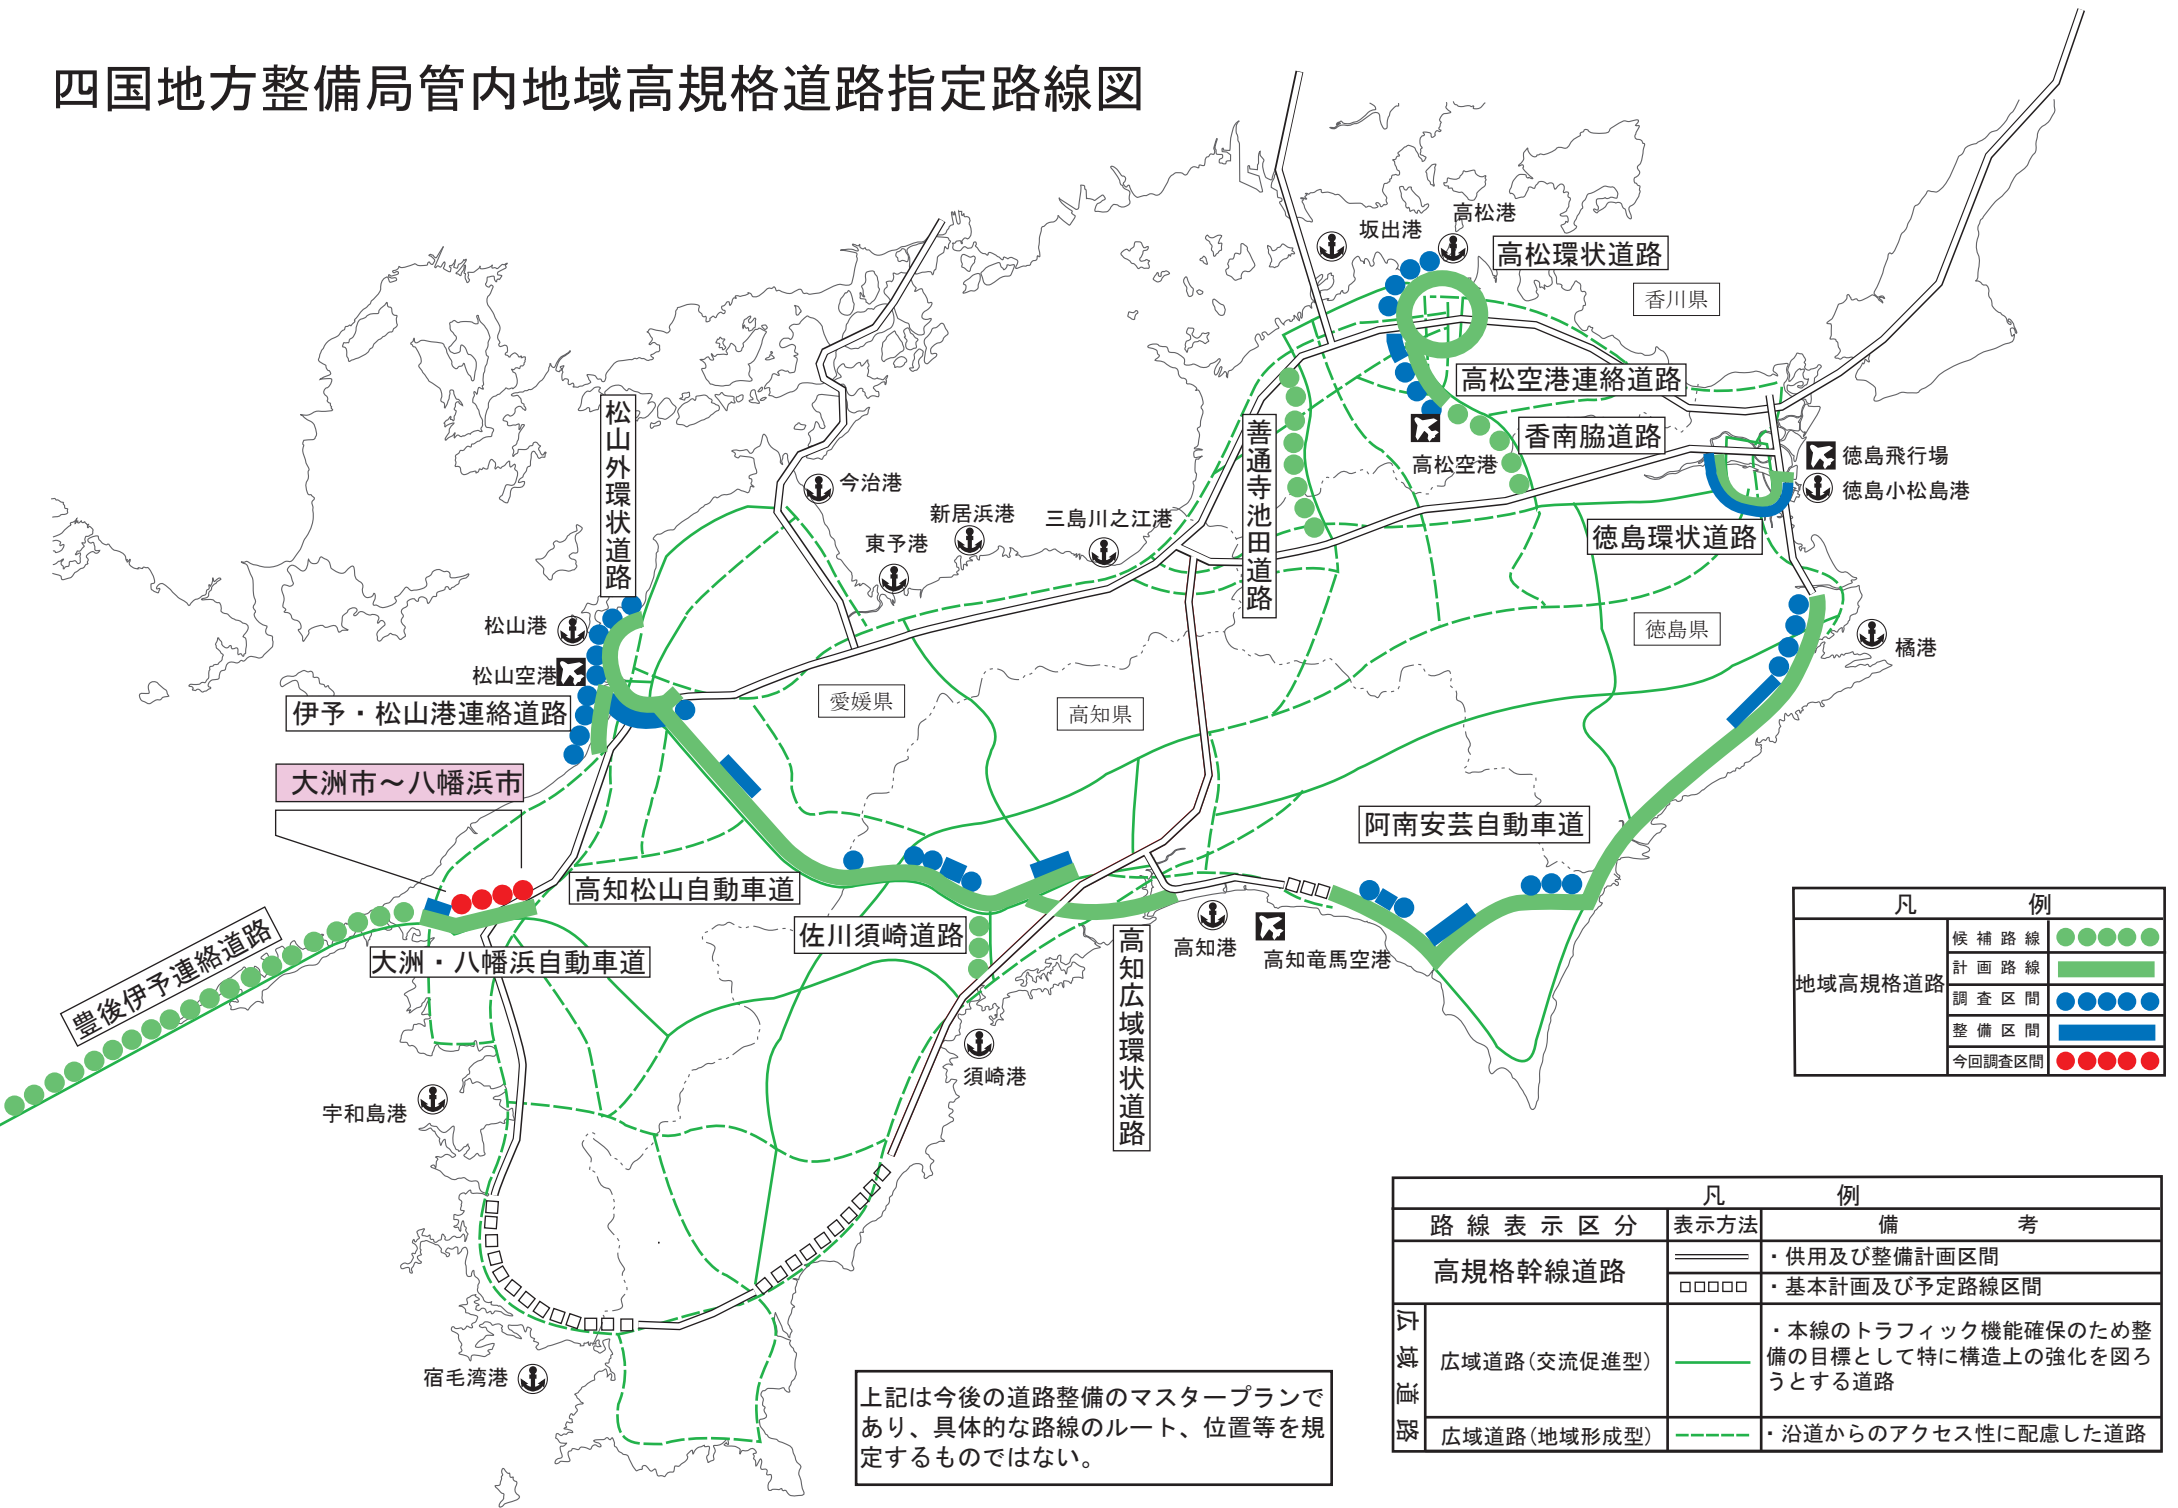 四国地方整備局管内地域高規格道路指定路線図
高松港
坂出港
高松環状道路
香川県
高松空港連絡道路
松山外環状道路
善通寺池田道路
香南脇道路
高松空港
徳島飛行場
今治港
徳島小松島港
新居浜港
三島川之江港
東予港
徳島環状道路
松山港
徳島県
橘港
松山空港
伊予・松山港連絡道路
愛媛県
高知県
大洲市～八幡浜市
阿南安芸自動車道
高知松山自動車道
佐川須崎道路
高知広域環状道路
高知港
高知竜馬空港
大洲・八幡浜自動車道
豊後伊予連絡道路
須崎港
宇和島港
宿毛湾港
凡　例
地域高規格道路
候補路線
計画路線
調査区間
整備区間
今回調査区間
凡　例
路線表示区分　表示方法　備　考
高規格幹線道路
・供用及び整備計画区間
・基本計画及び予定路線区間
広域道路
広域道路（交流促進型）
・本線のトラフィック機能確保のため整
備の目標として特に構造上の強化を図ろ
うとする道路
広域道路（地域形成型）
・沿道からのアクセス性に配慮した道路
上記は今後の道路整備のマスタープランで
あり、具体的な路線のルート、位置等を規
定するものではない。